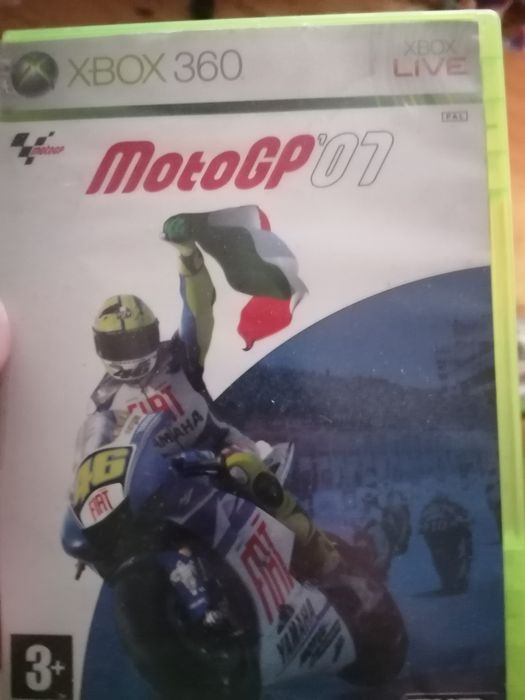 XBOX 360
XBOX
LIVE
PAL
MotoGP
MotoGP'07
FIAT
YAMAHA
46
FIAT
FIAT
YAMAHA
3+